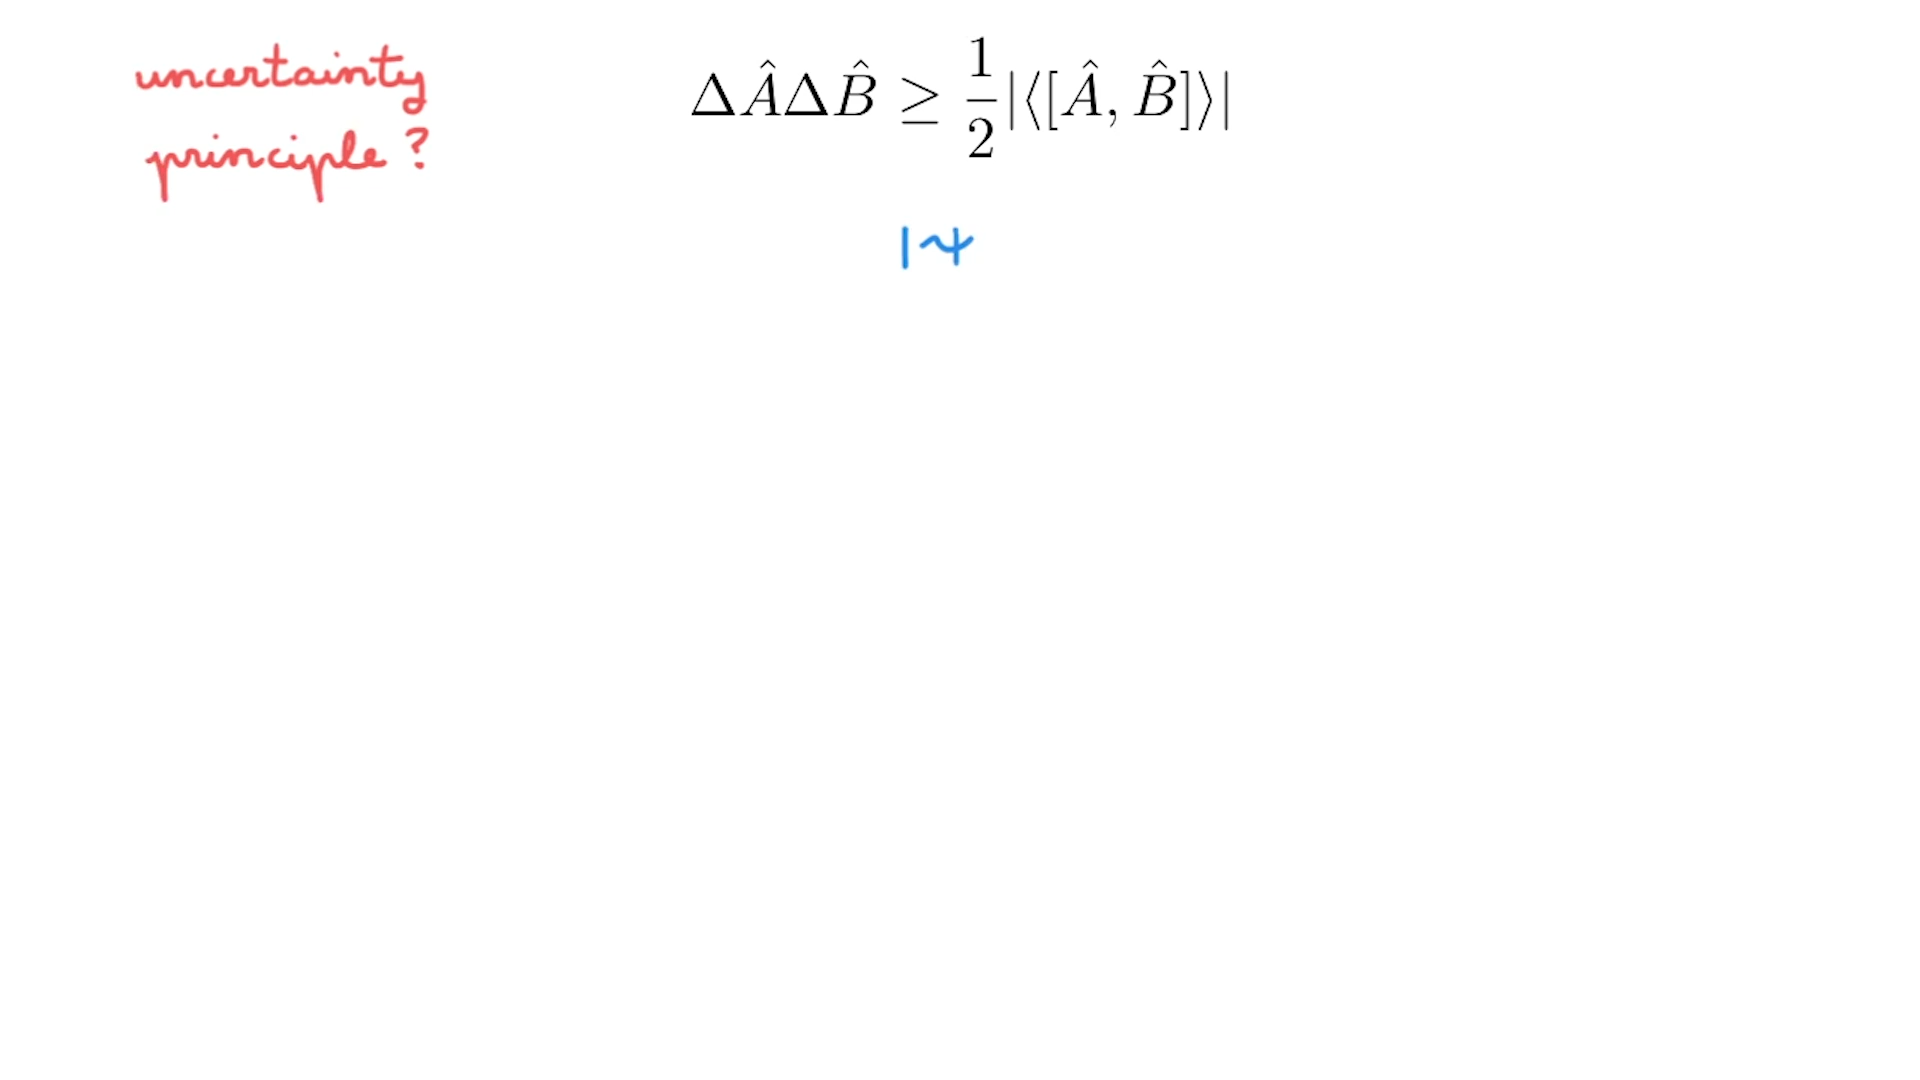 uncertainty
principle?
ΔÂΔB̂ ≥ 1/2|⟨[Â, B̂]⟩|
|ψ